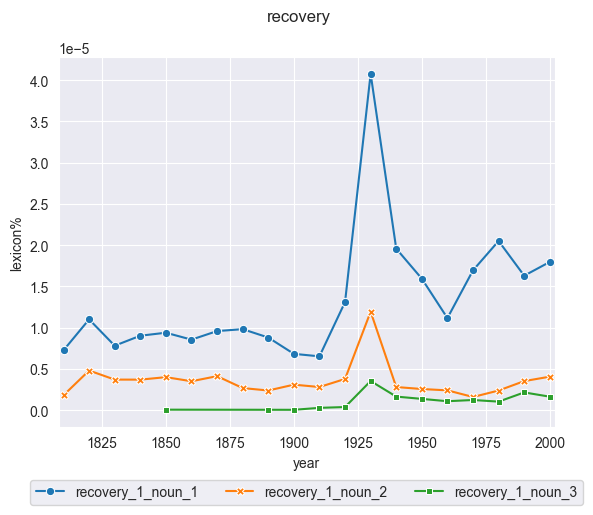 recovery
1e−5
4.0
3.5
3.0
2.5
2.0
1.5
1.0
0.5
0.0
lexicon%
1825 1850 1875 1900 1925 1950 1975 2000
year
recovery_1_noun_1 recovery_1_noun_2 recovery_1_noun_3